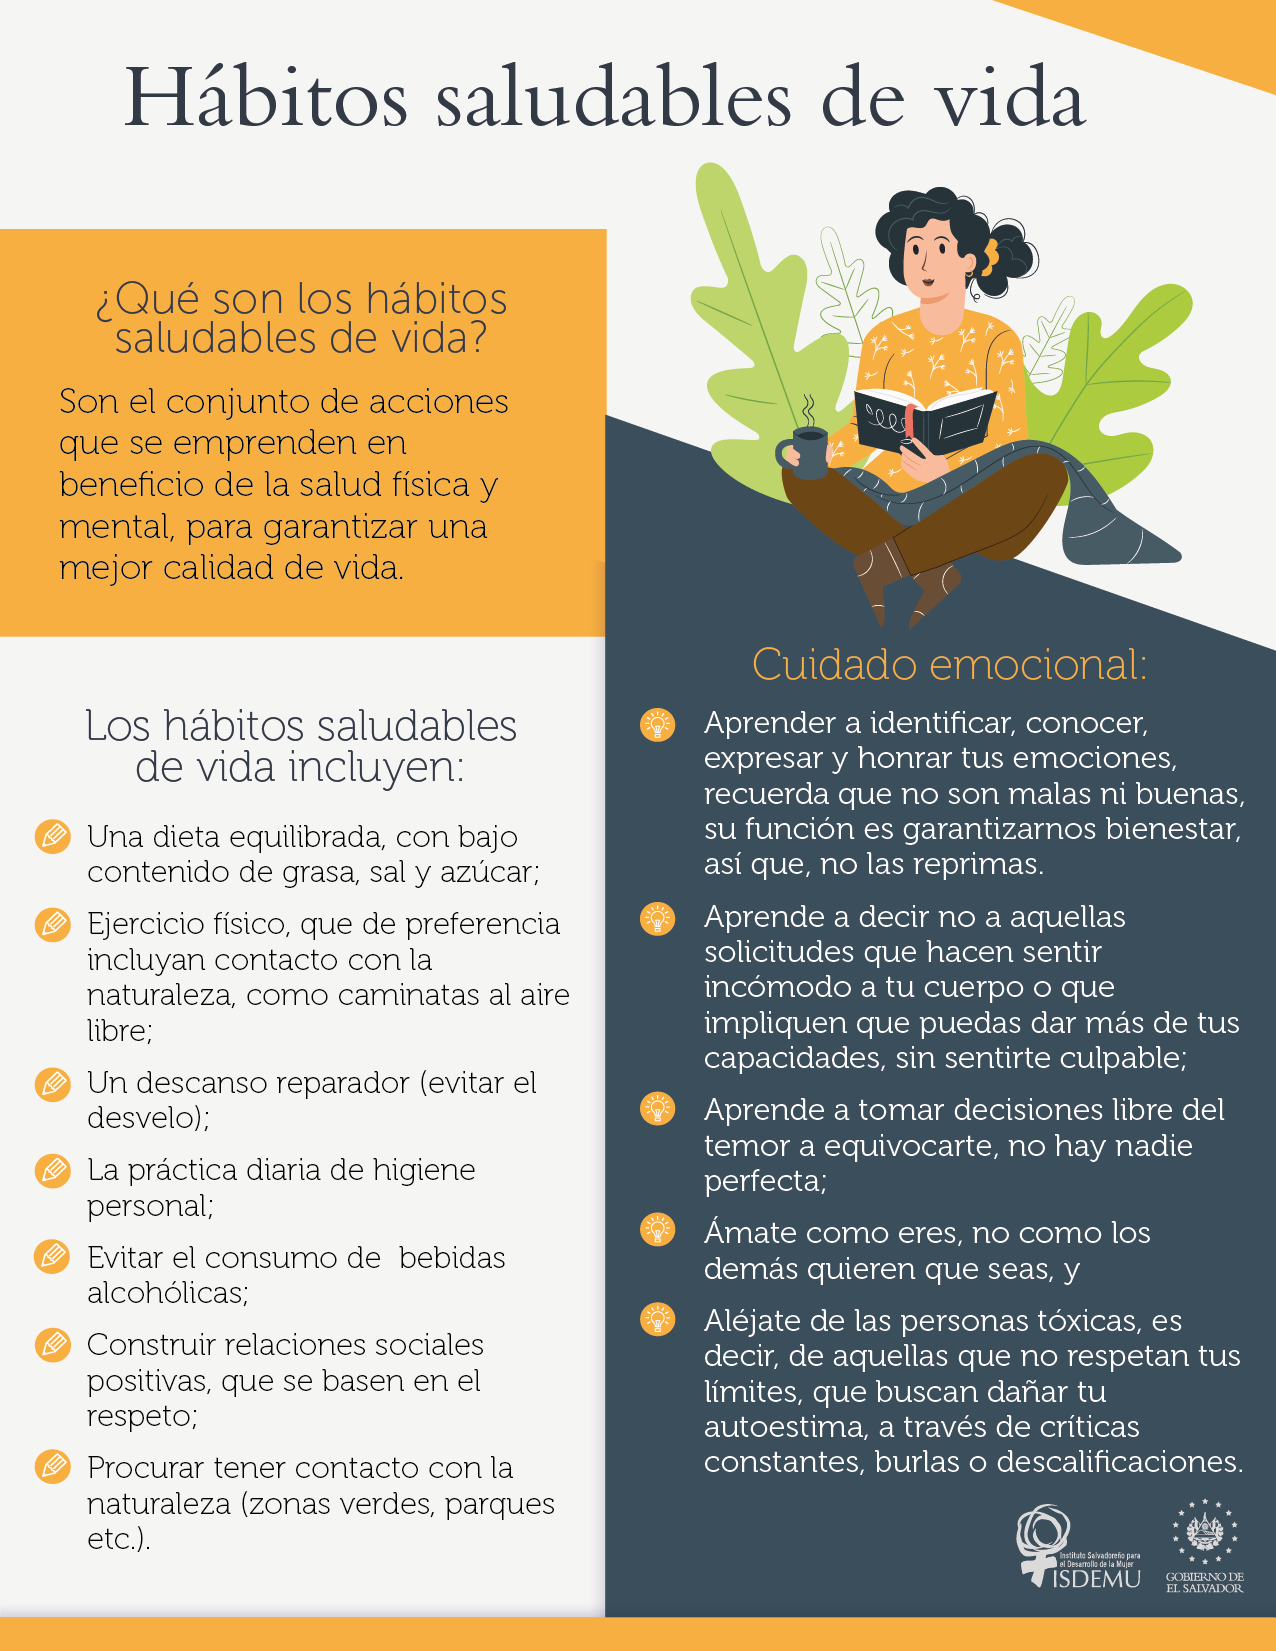 Hábitos saludables de vida
¿Qué son los hábitos
saludables de vida?
Son el conjunto de acciones
que se emprenden en
beneficio de la salud física y
mental, para garantizar una
mejor calidad de vida.
Los hábitos saludables
de vida incluyen:
Una dieta equilibrada, con bajo
contenido de grasa, sal y azúcar;
Ejercicio físico, que de preferencia
incluyan contacto con la
naturaleza, como caminatas al aire
libre;
Un descanso reparador (evitar el
desvelo);
La práctica diaria de higiene
personal;
Evitar el consumo de  bebidas
alcohólicas;
Construir relaciones sociales
positivas, que se basen en el
respeto;
Procurar tener contacto con la
naturaleza (zonas verdes, parques
etc.).
Cuidado emocional:
Aprender a identificar, conocer,
expresar y honrar tus emociones,
recuerda que no son malas ni buenas,
su función es garantizarnos bienestar,
así que, no las reprimas.
Aprende a decir no a aquellas
solicitudes que hacen sentir
incómodo a tu cuerpo o que
impliquen que puedas dar más de tus
capacidades, sin sentirte culpable;
Aprende a tomar decisiones libre del
temor a equivocarte, no hay nadie
perfecta;
Ámate como eres, no como los
demás quieren que seas, y
Aléjate de las personas tóxicas, es
decir, de aquellas que no respetan tus
límites, que buscan dañar tu
autoestima, a través de críticas
constantes, burlas o descalificaciones.
Instituto Salvadoreño para
el Desarrollo de la Mujer
ISDEMU
GOBIERNO DE
EL SALVADOR